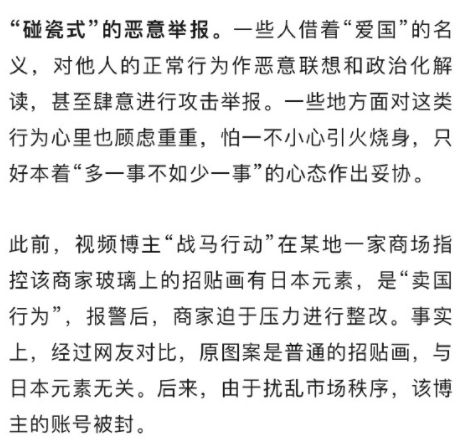 “碰瓷式”的恶意举报。一些人借着“爱国”的名
义，对他人的正常行为作恶意联想和政治化解
读，甚至肆意进行攻击举报。一些地方面对这类
行为心里也顾虑重重，怕一不小心引火烧身，只
好本着“多一事不如少一事”的心态作出妥协。
此前，视频博主“战马行动”在某地一家商场指
控该商家玻璃上的招贴画有日本元素，是“卖国
行为”，报警后，商家迫于压力进行整改。事实
上，经过网友对比，原图案是普通的招贴画，与
日本元素无关。后来，由于扰乱市场秩序，该博
主的账号被封。